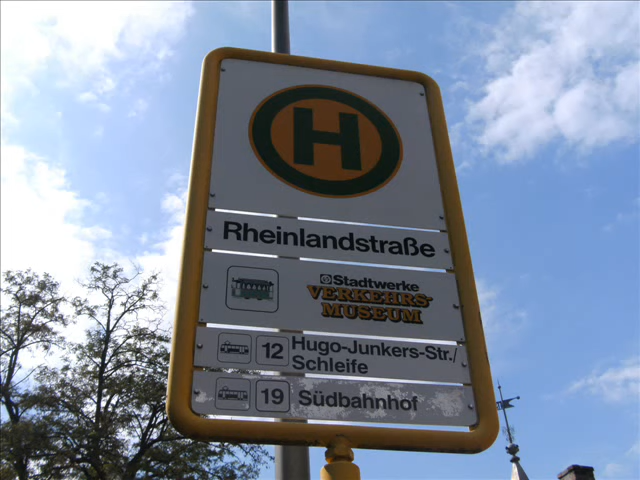 H
Rheinlandstraße
Stadtwerke
VERKEHRS-
MUSEUM
12 Hugo-Junkers-Str./
Schleife
19 Südbahnhof